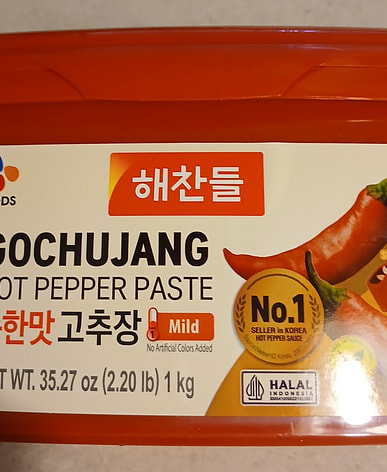 해찬들
GOCHUJANG
OT PEPPER PASTE
한맛 고추장
Mild
No Artificial Colors Added
T WT. 35.27 oz (2.20 lb) 1 kg
No.1
SELLER in KOREA
HOT PEPPER SAUCE
HALAL
INDONESIA
ODS